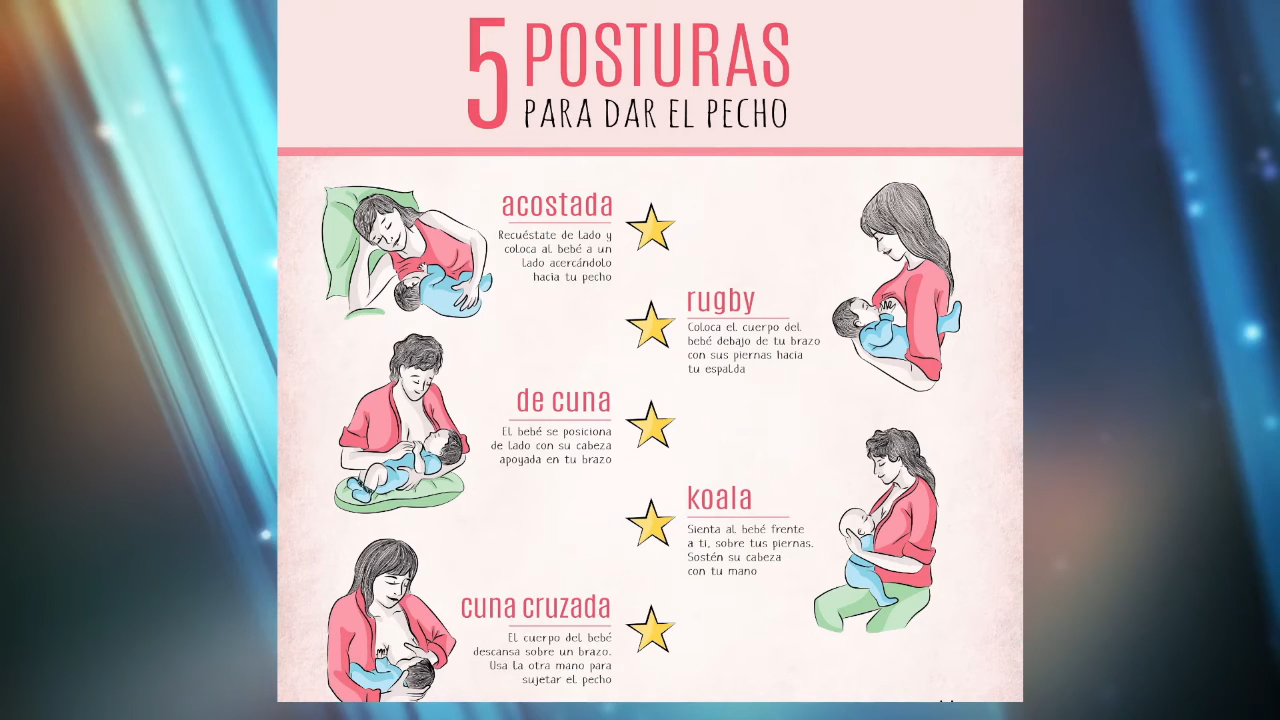 5 POSTURAS
PARA DAR EL PECHO
acostada
Recuéstate de lado y
coloca al bebé a un
lado acercándolo
hacia tu pecho
rugby
Coloca el cuerpo del
bebé debajo de tu brazo
con sus piernas hacia
tu espalda
de cuna
El bebé se posiciona
de lado con su cabeza
apoyada en tu brazo
koala
Sienta al bebé frente
a ti, sobre tus piernas.
Sostén su cabeza
con tu mano
cuna cruzada
El cuerpo del bebé
descansa sobre un brazo.
Usa la otra mano para
sujetar el pecho